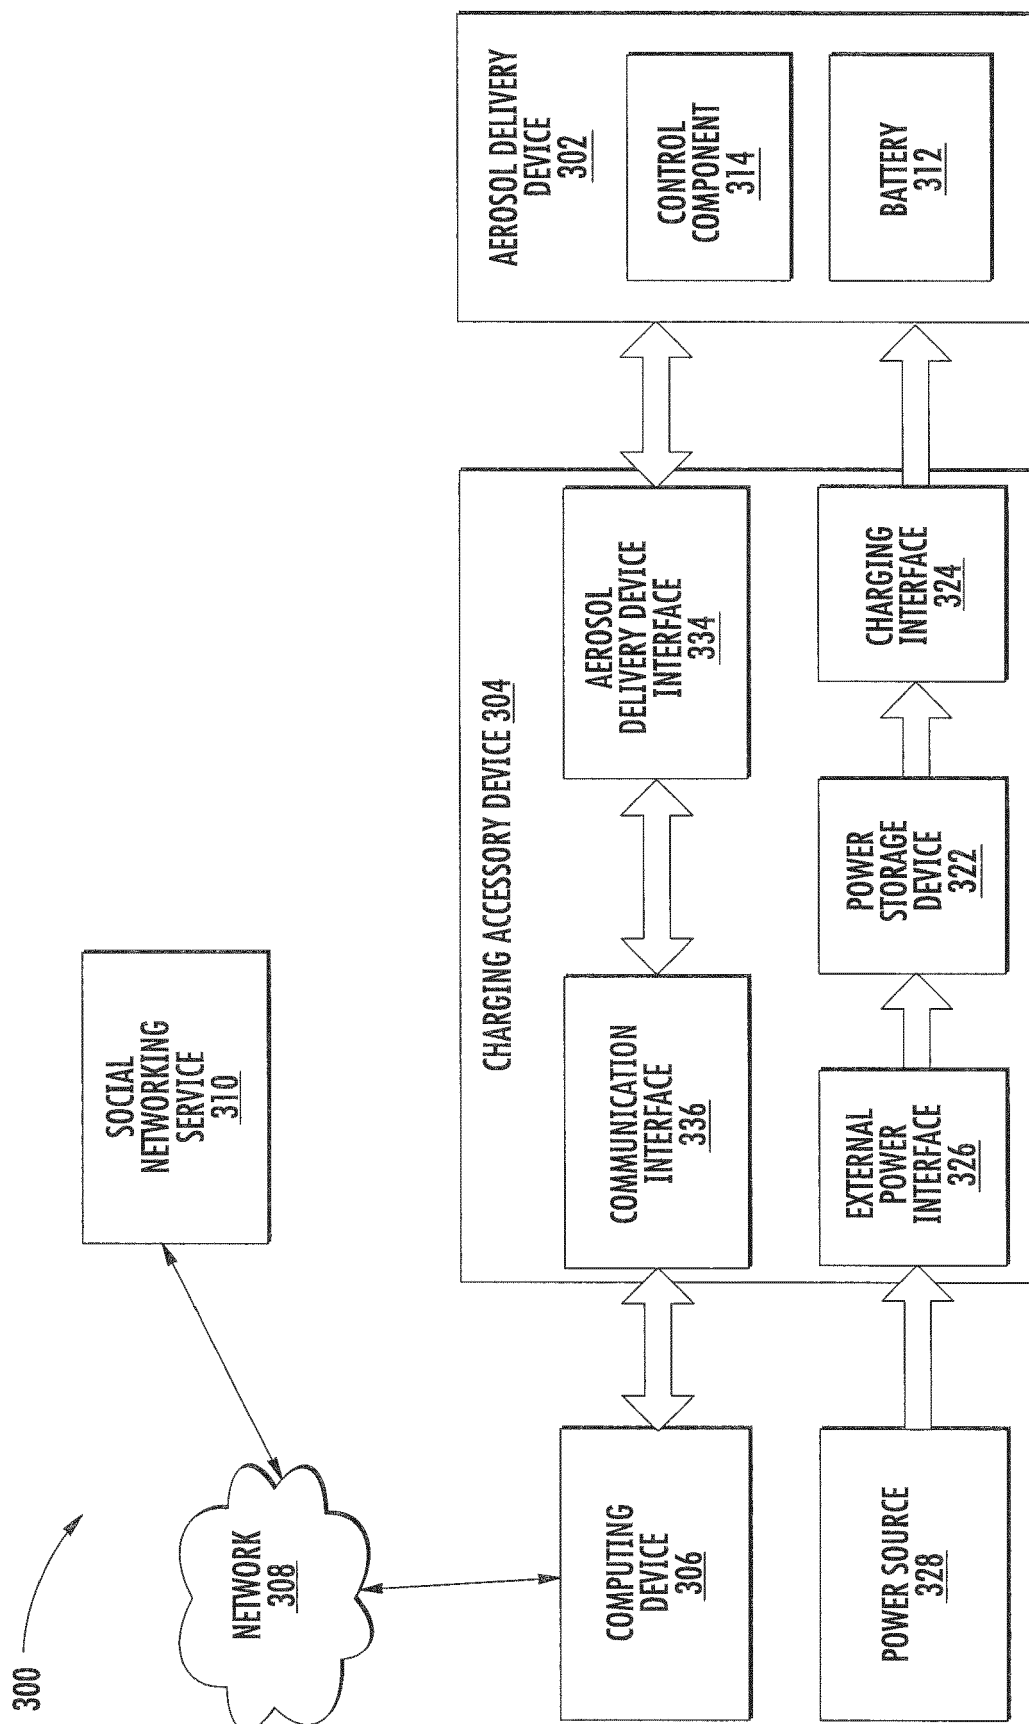 300
NETWORK
308
SOCIAL
NETWORKING
SERVICE
310
COMPUTING
DEVICE
306
POWER SOURCE
328
CHARGING ACCESSORY DEVICE 304
COMMUNICATION
INTERFACE
336
AEROSOL
DELIVERY DEVICE
INTERFACE
334
EXTERNAL
POWER
INTERFACE
326
POWER
STORAGE
DEVICE
322
CHARGING
INTERFACE
324
AEROSOL DELIVERY
DEVICE
302
CONTROL
COMPONENT
314
BATTERY
312